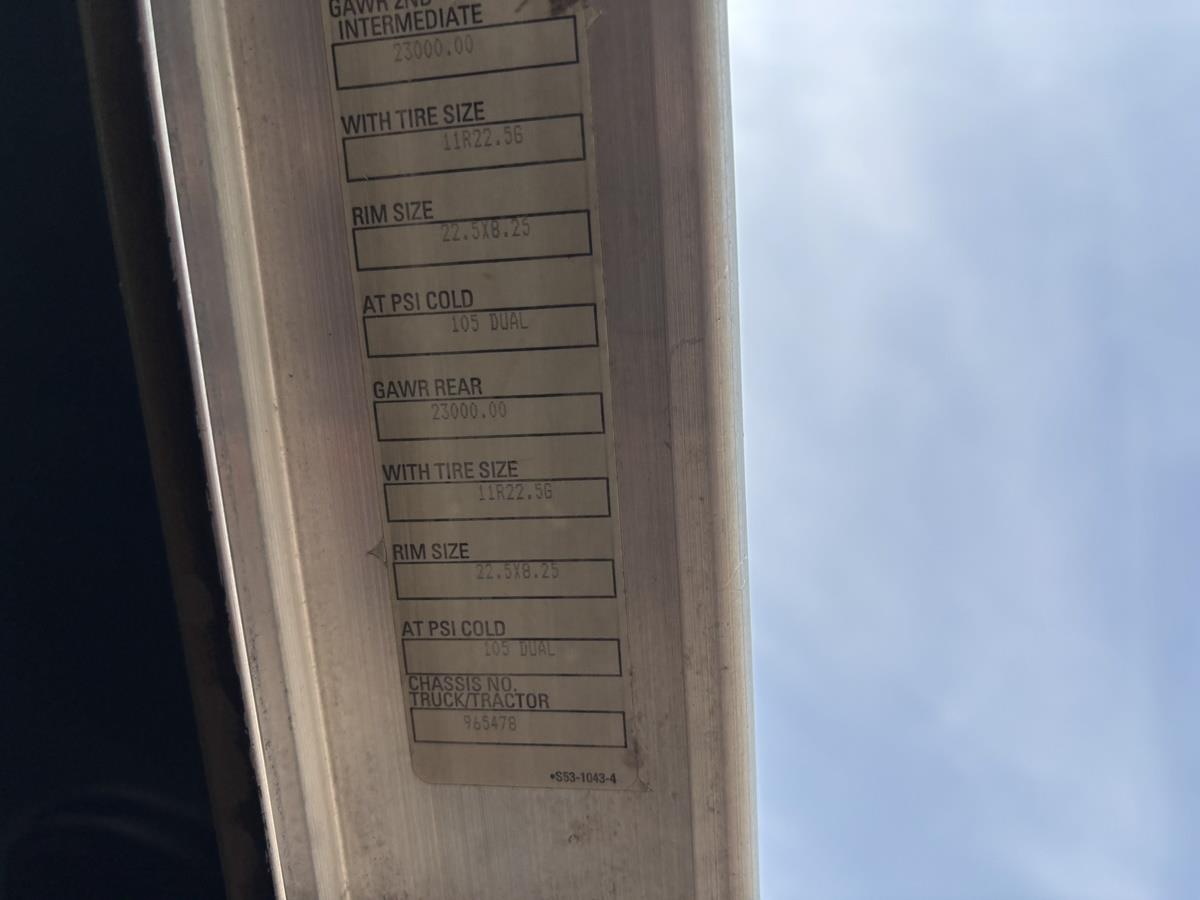 GAWR 2ND
INTERMEDIATE
23000.00
WITH TIRE SIZE
11R22.5G
RIM SIZE
22.5X8.25
AT PSI COLD
105 DUAL
GAWR REAR
23000.00
WITH TIRE SIZE
11R22.5G
RIM SIZE
22.5X8.25
AT PSI COLD
105 DUAL
CHASSIS NO.
TRUCK/TRACTOR
965478
•S53-1043-4